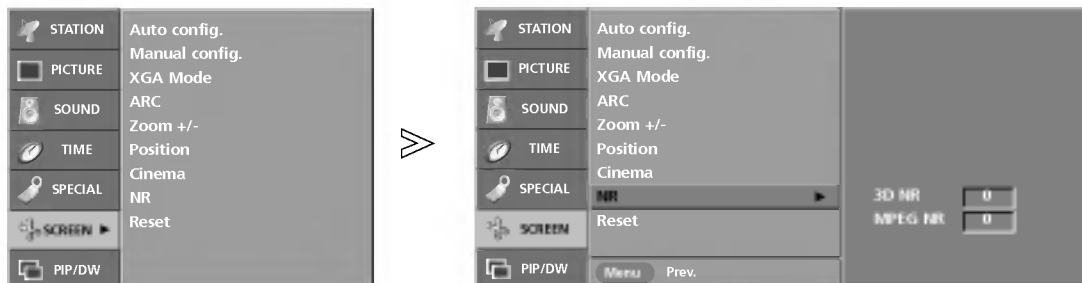 STATION
PICTURE
SOUND
TIME
SPECIAL
SCREEN
PIP/DW
Auto config.
Manual config.
XGA Mode
ARC
Zoom +/-
Position
Cinema
NR
Reset
STATION
PICTURE
SOUND
TIME
SPECIAL
SCREEN
PIP/DW
Auto config.
Manual config.
XGA Mode
ARC
Zoom +/-
Position
Cinema
NR
Reset
Menu Prev.
3D NR 0
MPEG NR 0